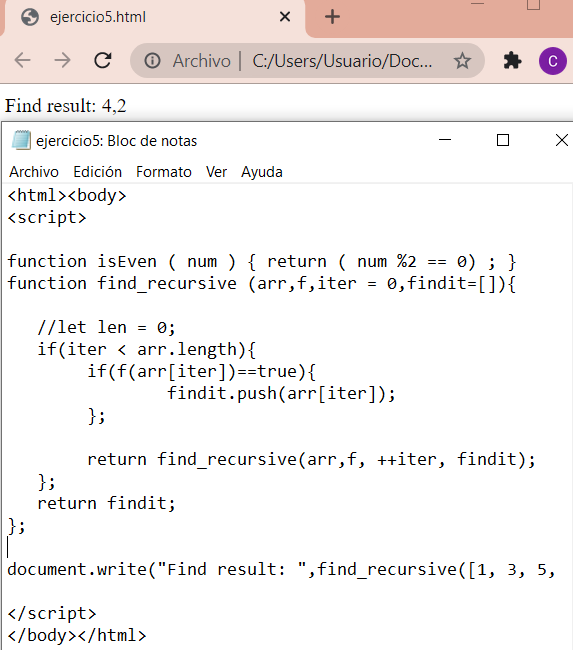 ejercicio5.html
Archivo | C:/Users/Usuario/Doc...
C
Find result: 4,2
ejercicio5: Bloc de notas
Archivo Edición Formato Ver Ayuda
<html><body>
<script>
function isEven ( num ) { return ( num %2 == 0) ; }
function find_recursive (arr,f,iter = 0,findit=[]){
//let len = 0;
if(iter < arr.length){
if(f(arr[iter])==true){
findit.push(arr[iter]);
};
return find_recursive(arr,f, ++iter, findit);
};
return findit;
};
document.write("Find result: ",find_recursive([1, 3, 5,
</script>
</body></html>